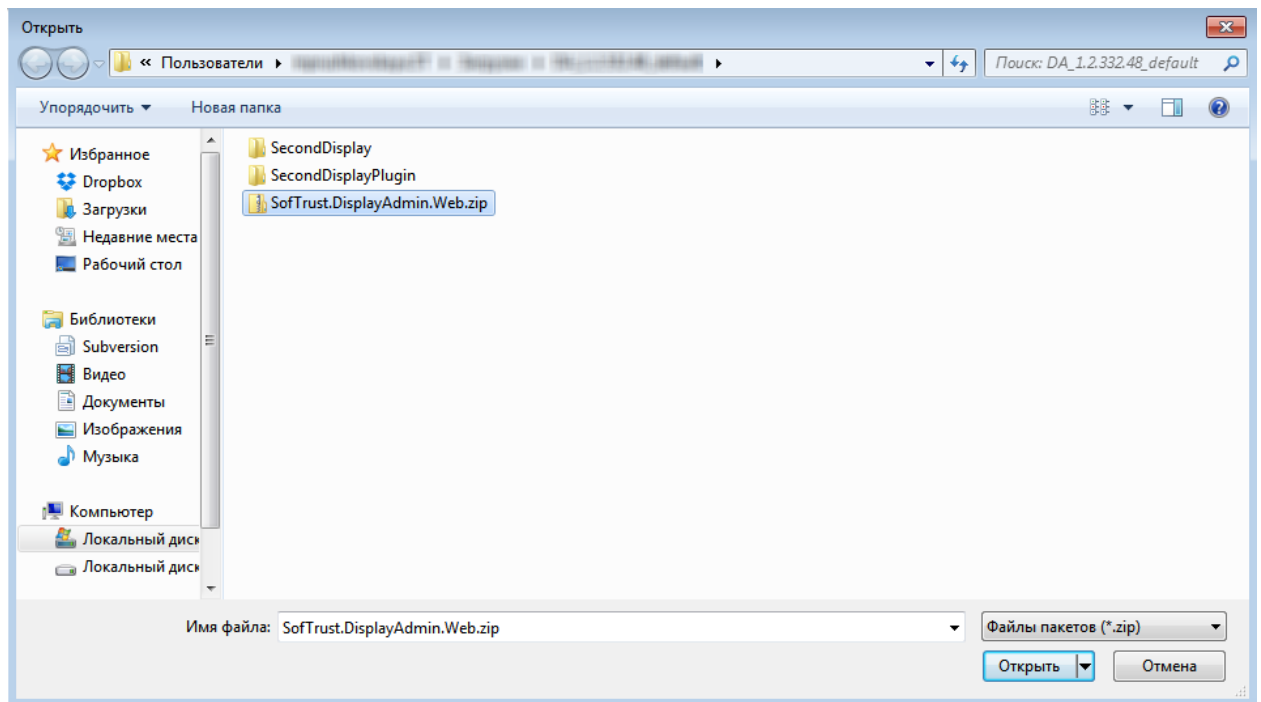 Открыть
« Пользователи
Поиск: DA_1.2.332.48_default
Упорядочить
Новая папка
Избранное
Dropbox
Загрузки
Недавние места
Рабочий стол
Библиотеки
Subversion
Видео
Документы
Изображения
Музыка
Компьютер
Локальный диск
Локальный диск
SecondDisplay
SecondDisplayPlugin
SofTrust.DisplayAdmin.Web.zip
Имя файла: SofTrust.DisplayAdmin.Web.zip
Файлы пакетов (*.zip)
Открыть
Отмена